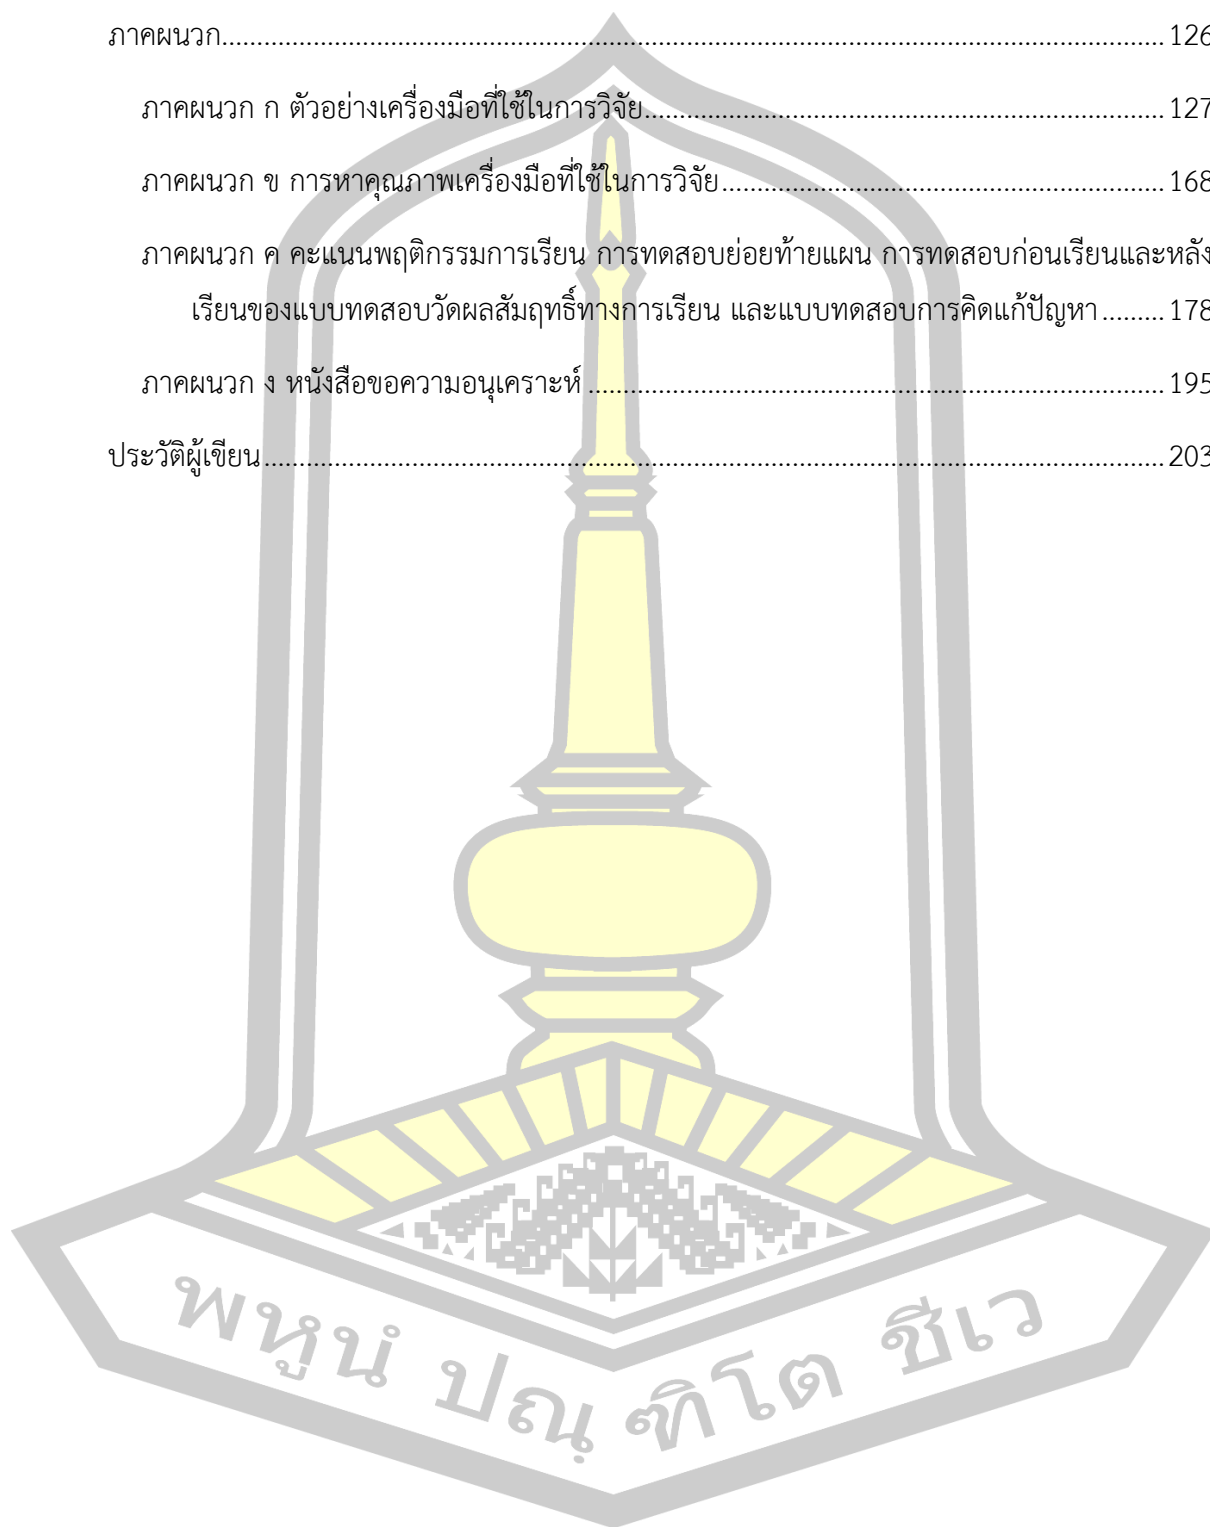 ภาคผนวก.......................................................................................................................................126
ภาคผนวก ก ตัวอย่างเครื่องมือที่ใช้ในการวิจัย..........................................................................127
ภาคผนวก ข การหาคุณภาพเครื่องมือที่ใช้ในการวิจัย...............................................................168
ภาคผนวก ค คะแนนพฤติกรรมการเรียน การทดสอบย่อยท้ายแผน การทดสอบก่อนเรียนและหลัง
เรียนของแบบทดสอบวัดผลสัมฤทธิ์ทางการเรียน และแบบทดสอบการคิดแก้ปัญหา.........178
ภาคผนวก ง หนังสือขอความอนุเคราะห์..................................................................................195
ประวัติผู้เขียน.................................................................................................................................203
พหูนํ ปณฺ ฑิโต ชีเว